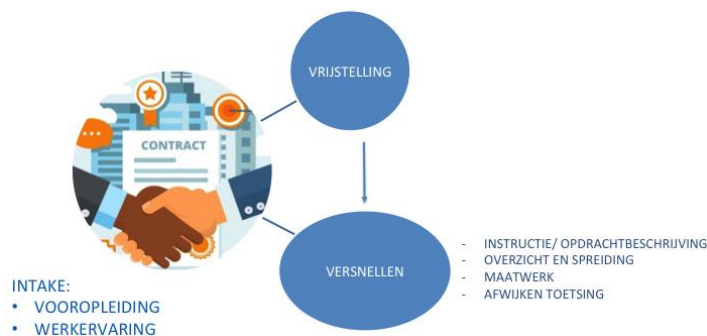 VRIJSTELLING
CONTRACT
VERSNELLEN
- INSTRUCTIE/ OPDRACHTBESCHRIJVING
- OVERZICHT EN SPREIDING
- MAATWERK
- AFWIJKEN TOETSING
INTAKE:
• VOOROPLEIDING
• WERKERVARING